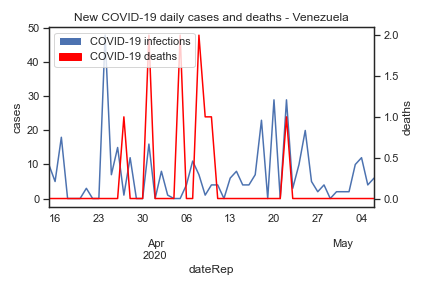 New COVID-19 daily cases and deaths - Venezuela
COVID-19 infections
COVID-19 deaths
50
40
30
20
10
0
cases
2.0
1.5
1.0
0.5
0.0
deaths
16 23 30 06 13 20 27 04
Apr May
2020
dateRep